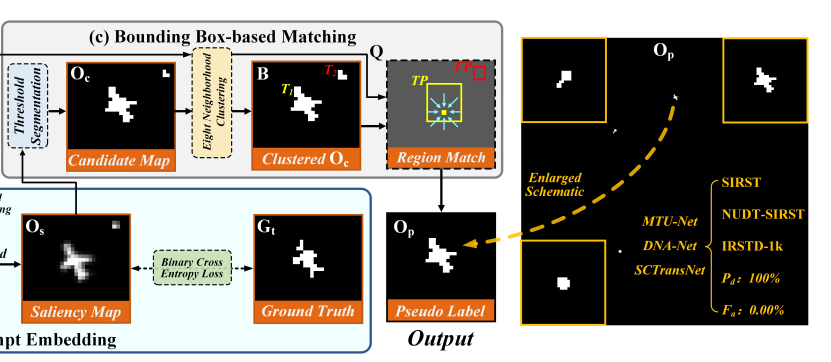 (c) Bounding Box-based Matching
Q
Threshold
Segmentation
Oc
Candidate Map
Eight Neighborhood
Clustering
B
T1
T2
Clustered Oc
TP
FP
Region Match
Os
Saliency Map
Binary Cross
Entropy Loss
Gt
Ground Truth
Op
Pseudo Label
Output
mpt Embedding
Op
Enlarged
Schematic
MTU-Net
DNA-Net
SCTransNet
SIRST
NUDT-SIRST
IRSTD-1k
Pd: 100%
Fa: 0.00%